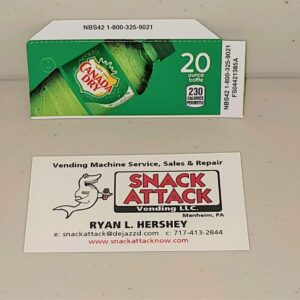 NBS42 1-800-325-9021
CANADA
DRY
20
ounce
bottle
230
CALORIES
PER BOTTLE
NBS42 1-800-325-9021
Vending Machine Service, Sales & Repair
SNACK
ATTACK
Vending LLC.
Manheim, PA
RYAN L. HERSHEY
e: snackattack@dejazzd.com c: 717-413-2844
www.snackattacknow.com